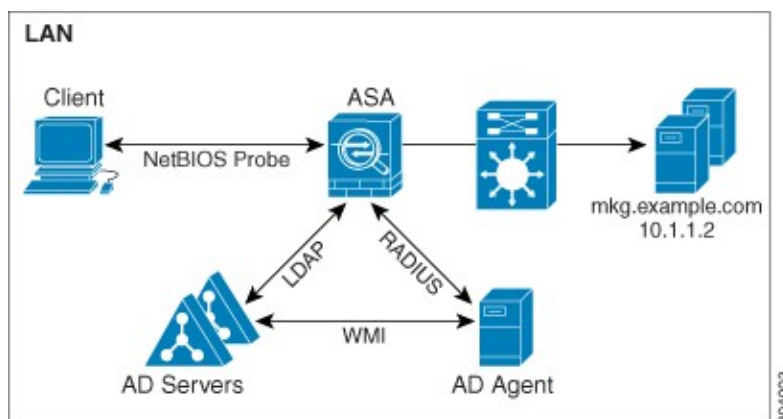 LAN
Client
ASA
NetBIOS Probe
mkg.example.com
10.1.1.2
LDAP
RADIUS
WMI
AD Servers
AD Agent